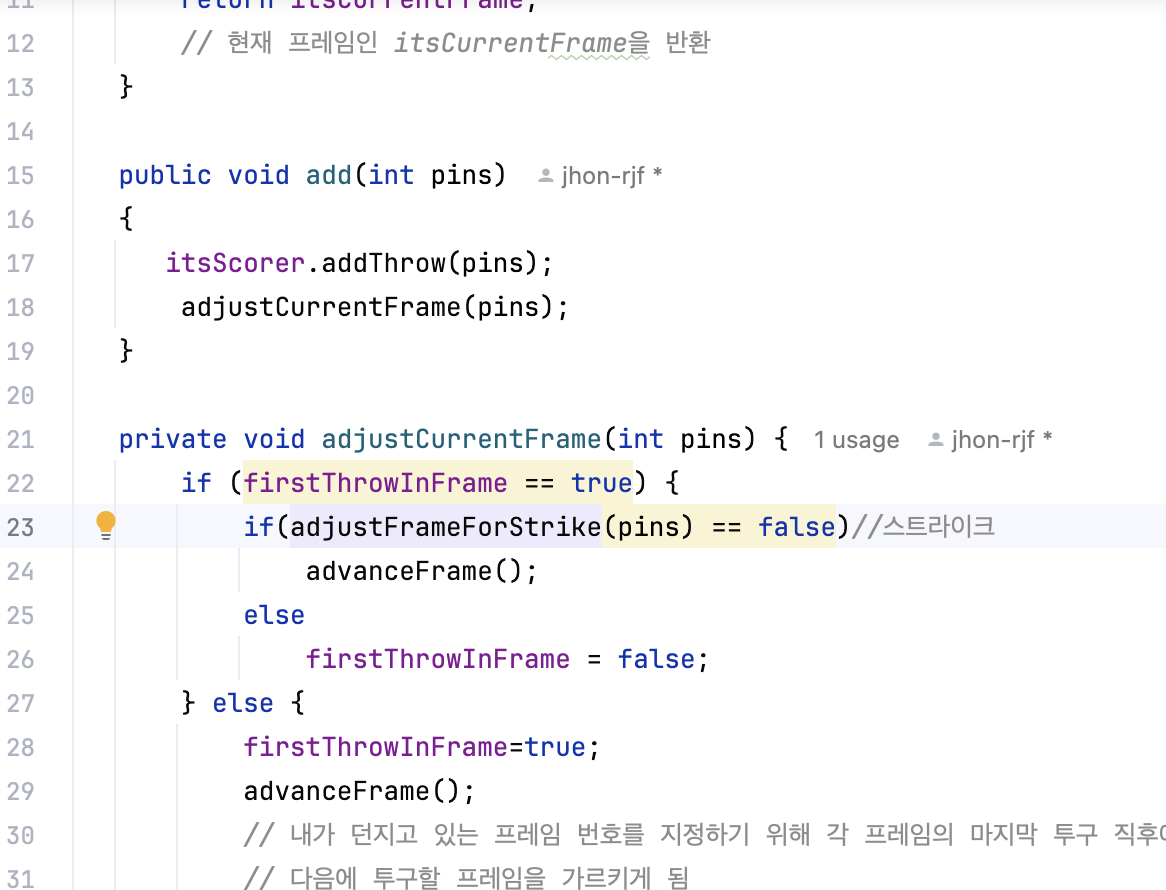 11 return itsCurrentFrame;
12 // 현재 프레임인 itsCurrentFrame을 반환
13 }
14
15 public void add(int pins) jhon-rjf *
16 {
17 itsScorer.addThrow(pins);
18 adjustCurrentFrame(pins);
19 }
20
21 private void adjustCurrentFrame(int pins) { 1 usage jhon-rjf *
22 if (firstThrowInFrame == true) {
23 if(adjustFrameForStrike(pins) == false)//스트라이크
24 advanceFrame();
25 else
26 firstThrowInFrame = false;
27 } else {
28 firstThrowInFrame=true;
29 advanceFrame();
30 // 내가 던지고 있는 프레임 번호를 지정하기 위해 각 프레임의 마지막 투구
31 // 다음에 투구할 프레임을 가르키게 됨